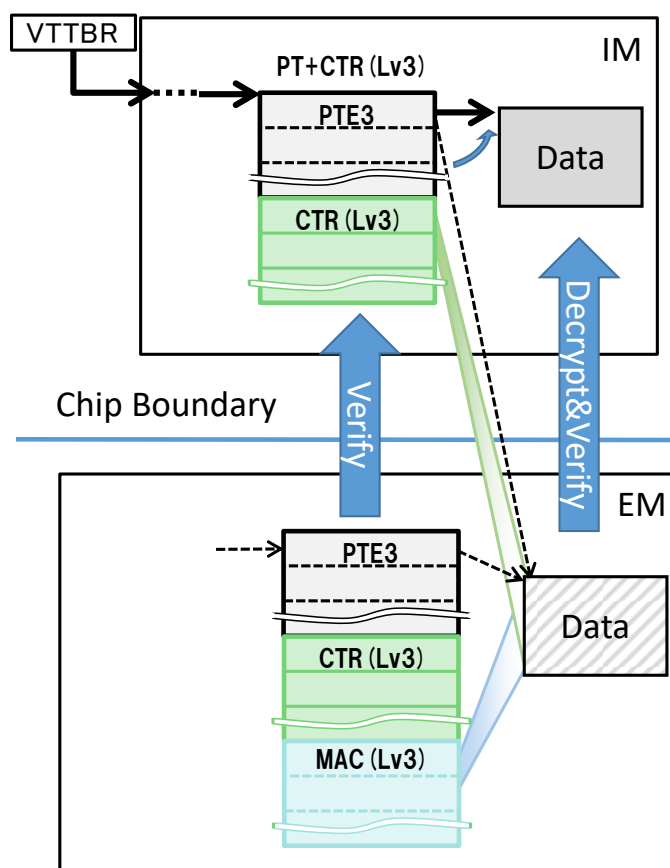 VTTBR
IM
PT+CTR(Lv3)
PTE3
Data
CTR(Lv3)
Verify
Decrypt&Verify
Chip Boundary
EM
PTE3
Data
CTR(Lv3)
MAC(Lv3)